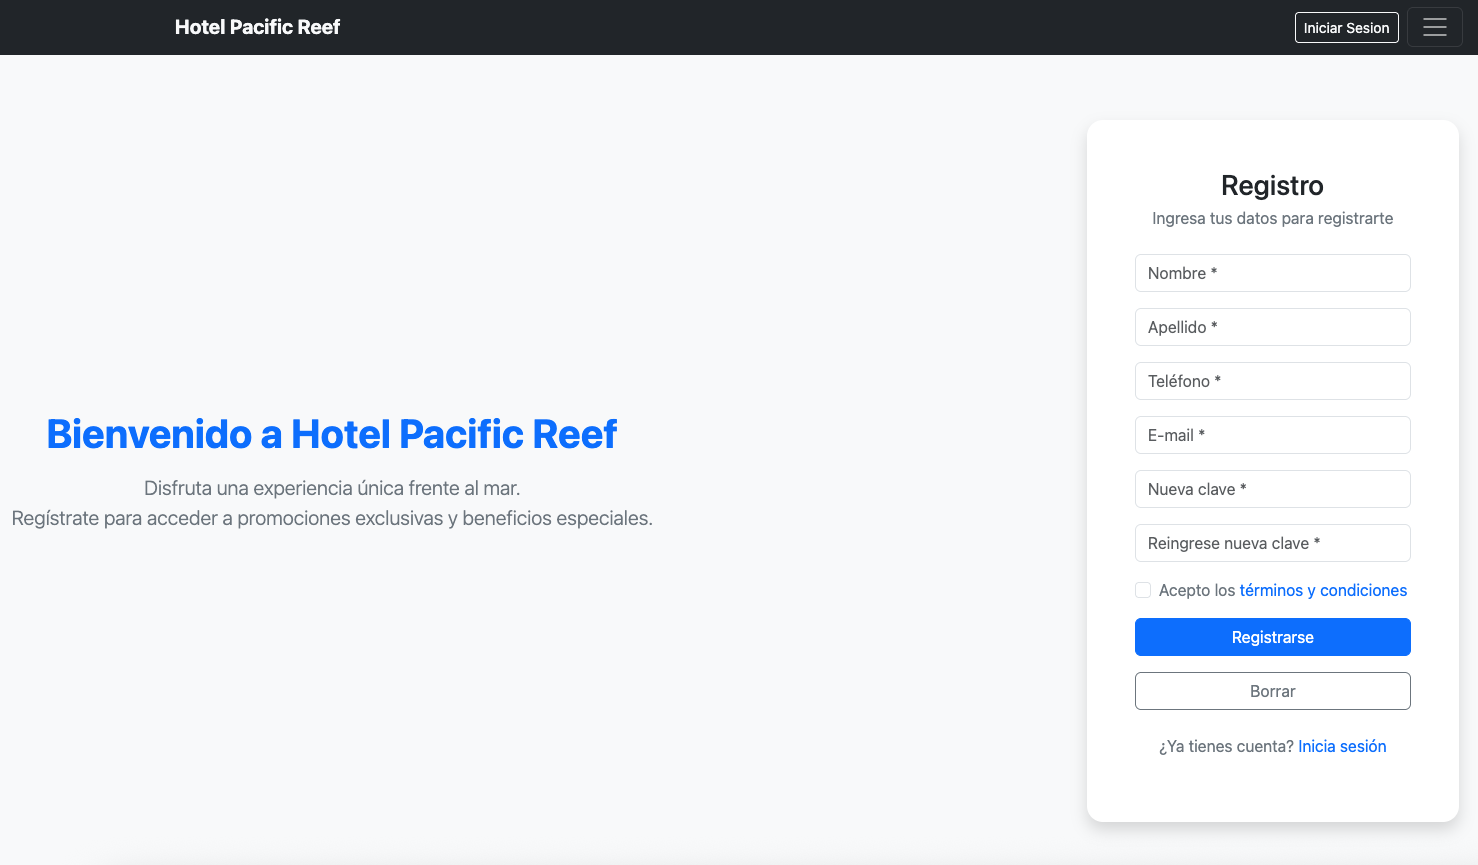 Hotel Pacific Reef
Iniciar Sesion
Bienvenido a Hotel Pacific Reef
Disfruta una experiencia única frente al mar.
Regístrate para acceder a promociones exclusivas y beneficios especiales.
Registro
Ingresa tus datos para registrarte
Nombre *
Apellido *
Teléfono *
E-mail *
Nueva clave *
Reingrese nueva clave *
Acepto los términos y condiciones
Registrarse
Borrar
¿Ya tienes cuenta? Inicia sesión